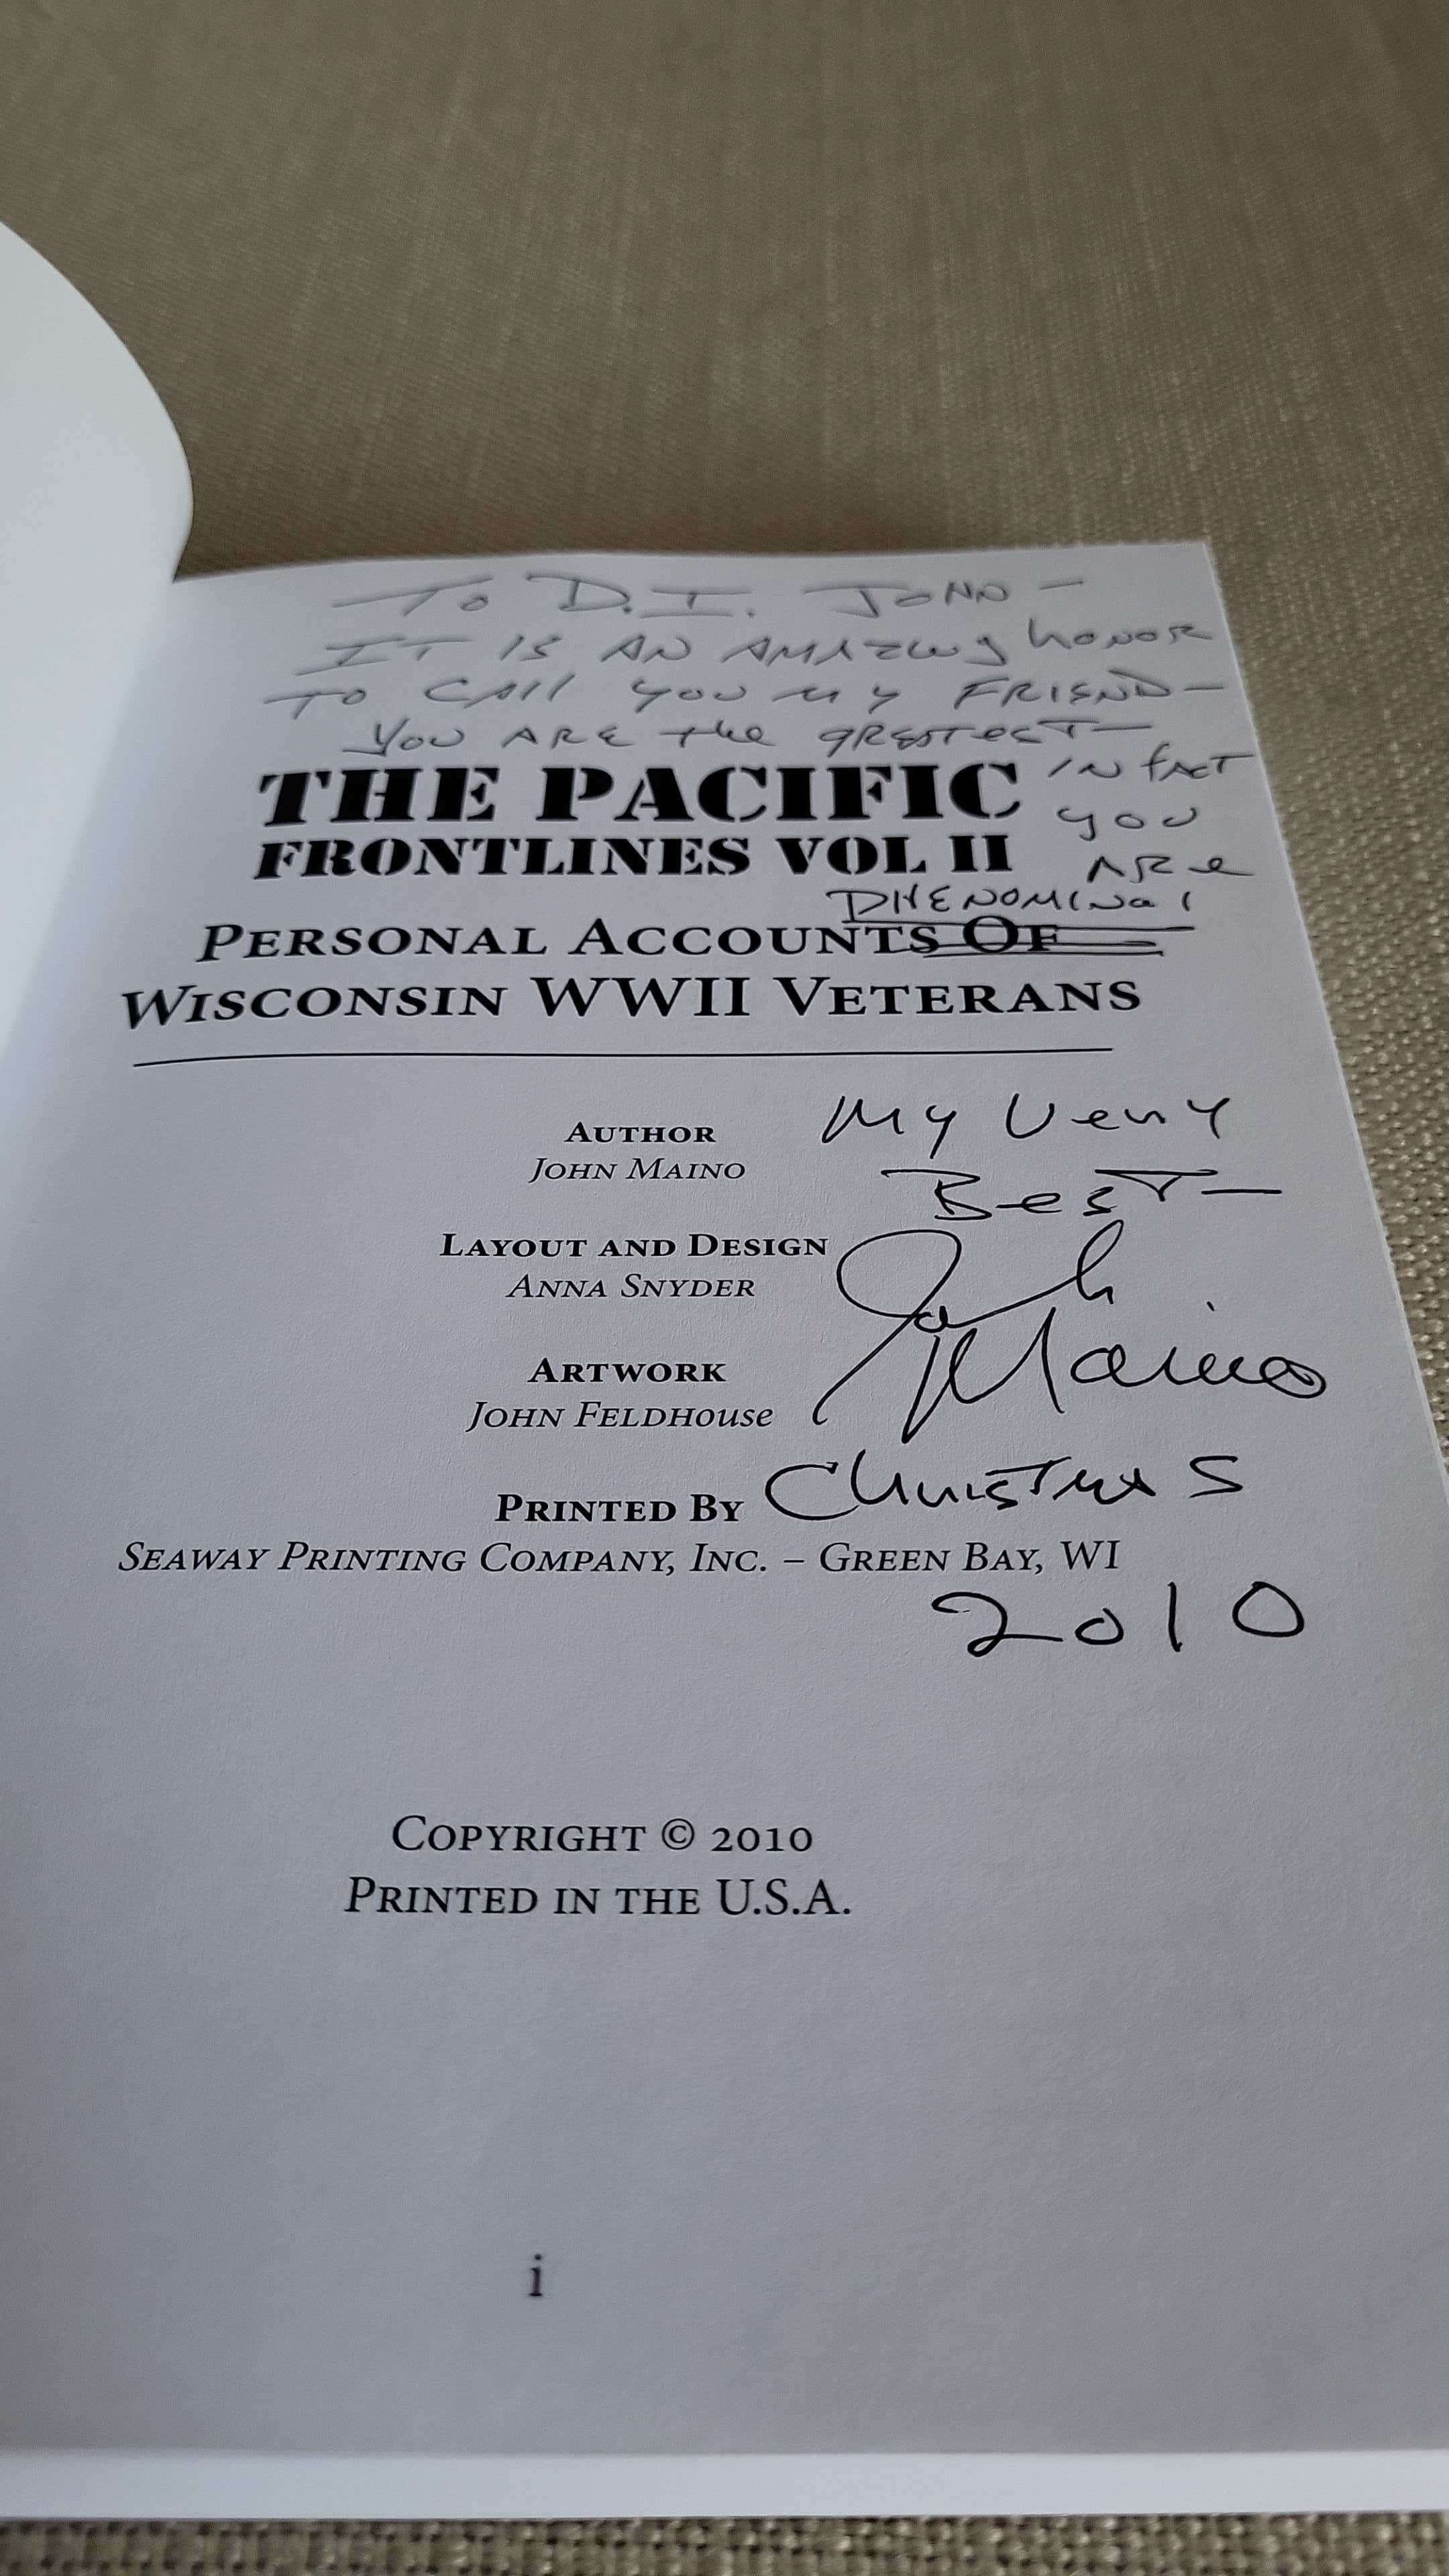 TO D.I. JOHN -
IT IS AN AMAZING HONOR
TO CALL YOU MY FRIEND -
YOU ARE the GREATEST -
IN FACT
YOU
ARE
PHENOMINAL
THE PACIFIC
FRONTLINES VOL II
PERSONAL ACCOUNTS OF
WISCONSIN WWII VETERANS
AUTHOR
JOHN MAINO
LAYOUT AND DESIGN
ANNA SNYDER
ARTWORK
JOHN FELDHOUSE
PRINTED BY
SEAWAY PRINTING COMPANY, INC. – GREEN BAY, WI
My Very
Best -
John
Maino
Christmas
2010
COPYRIGHT © 2010
PRINTED IN THE U.S.A.
i